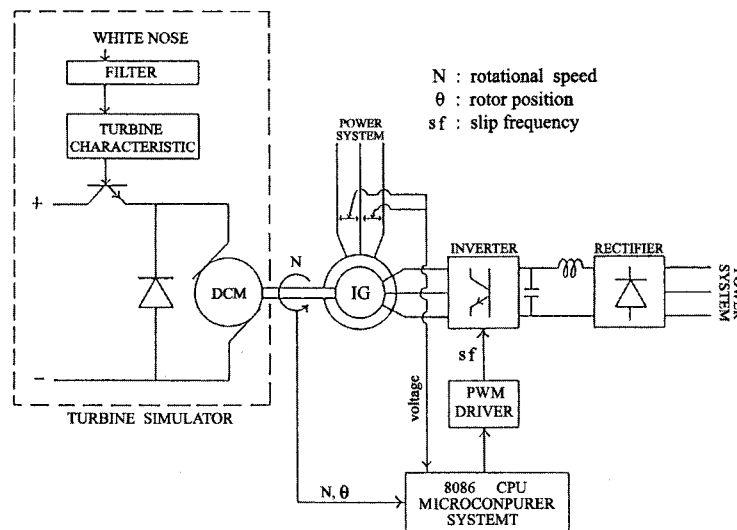 WHITE NOSE
FILTER
TURBINE
CHARACTERISTIC
+
−
DCM
TURBINE SIMULATOR
N : rotational speed
θ : rotor position
sf : slip frequency
POWER
SYSTEM
N
IG
INVERTER
RECTIFIER
POWER
SYSTEM
sf
voltage
PWM
DRIVER
N, θ
8086 CPU
MICROCONPURER
SYSTEMT